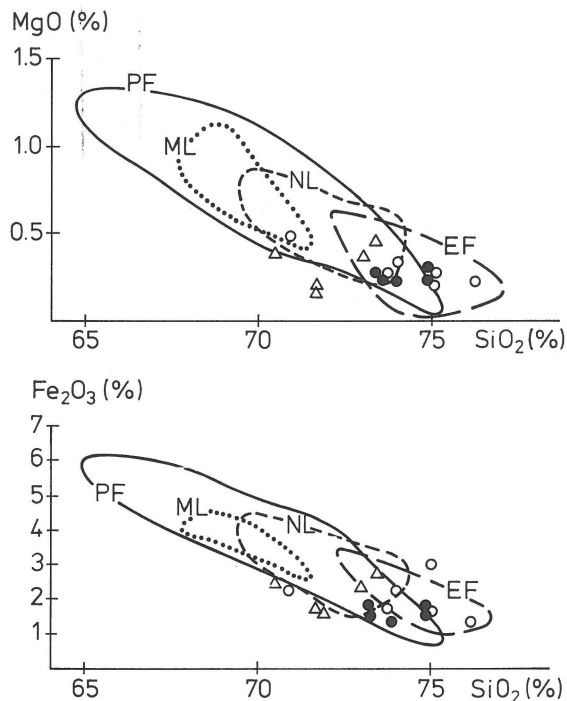 MgO (%)
1.5
PF
ML
1.0
NL
0.5
EF
65
70
75
SiO₂(%)
Fe₂O₃ (%)
7
6
5
PF
ML
4
NL
3
2
EF
1
65
70
75
SiO₂(%)